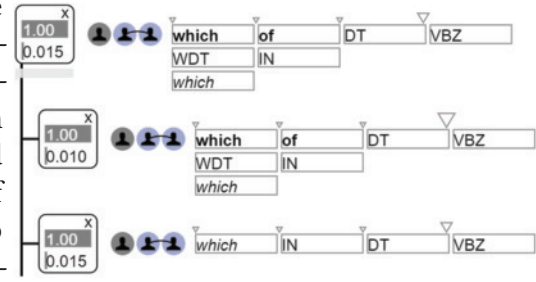 x
1.00
0.015
which of DT VBZ
WDT IN
which
x
1.00
0.010
which of DT VBZ
WDT IN
which
x
1.00
0.015
which IN DT VBZ